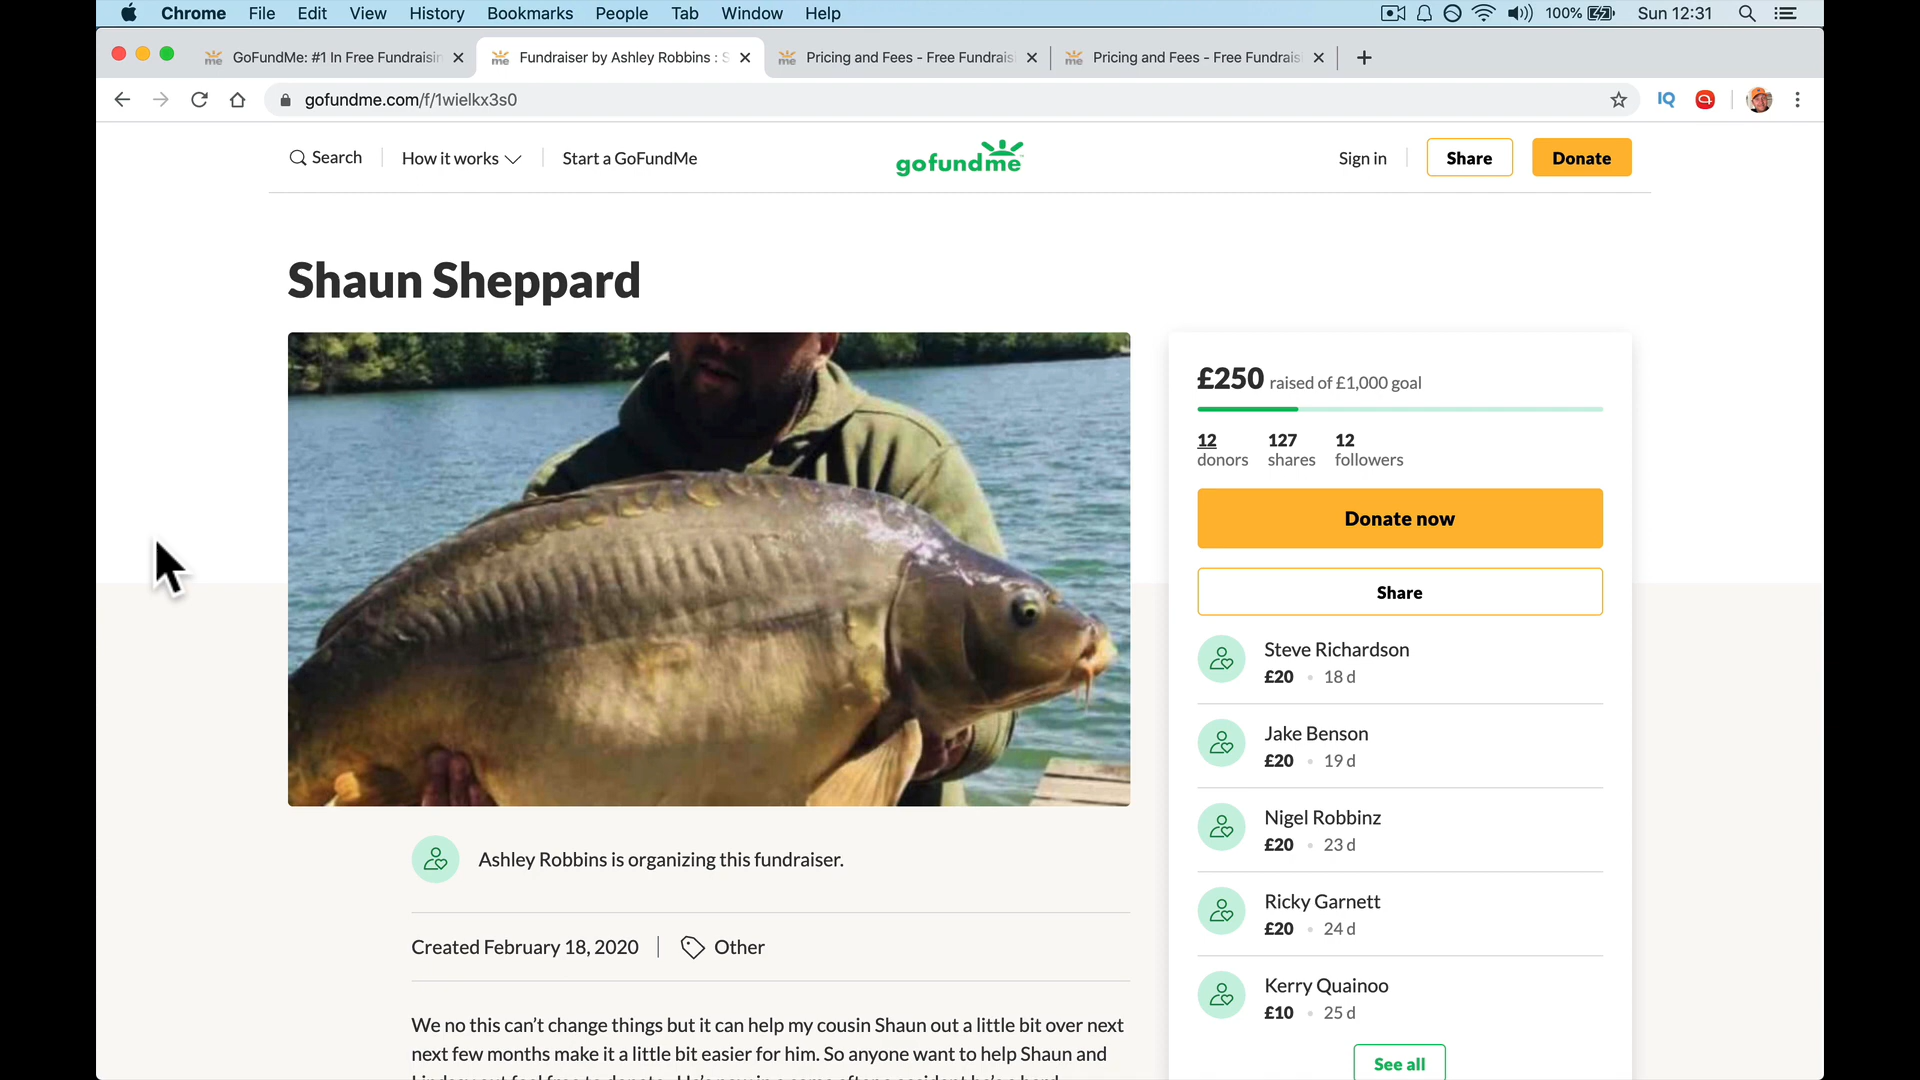 Chrome File Edit View History Bookmarks People Tab Window Help 100% Sun 12:31
GoFundMe: #1 In Free Fundraisin Fundraiser by Ashley Robbins : S Pricing and Fees - Free Fundrais Pricing and Fees - Free Fundrais
gofundme.com/f/1wielkx3s0 IQ
Search How it works Start a GoFundMe gofundme Sign in Share Donate
Shaun Sheppard
£250 raised of £1,000 goal
12 donors 127 shares 12 followers
Donate now
Share
Steve Richardson
£20 • 18 d
Jake Benson
£20 • 19 d
Nigel Robbinz
£20 • 23 d
Ricky Garnett
£20 • 24 d
Kerry Quainoo
£10 • 25 d
See all
Ashley Robbins is organizing this fundraiser.
Created February 18, 2020 Other
We no this can't change things but it can help my cousin Shaun out a little bit over next
next few months make it a little bit easier for him. So anyone want to help Shaun and